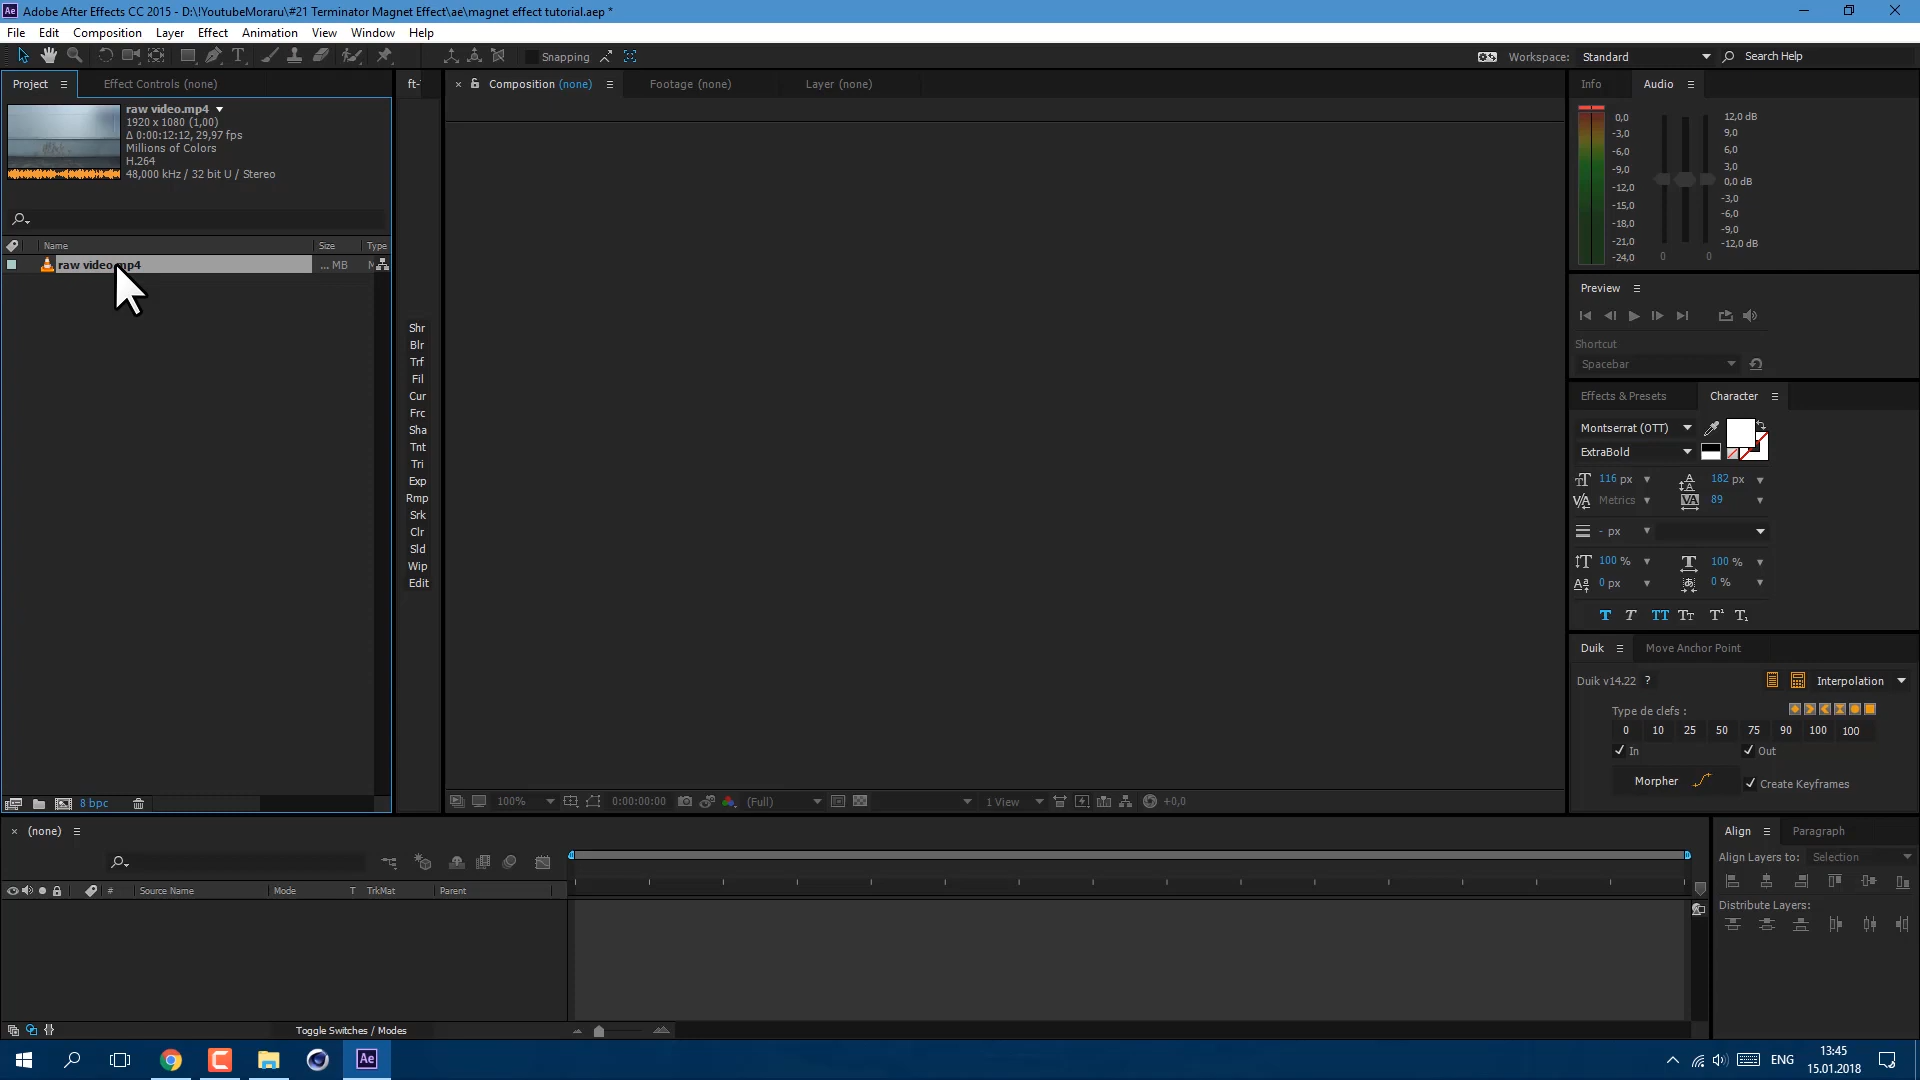 Adobe After Effects CC 2015 - D:\!YoutubeMoraru\#21 Terminator Magnet Effect\ae\magnet effect tutorial.aep *
File Edit Composition Layer Effect Animation View Window Help
Snapping
Workspace: Standard Search Help
Project Effect Controls (none)
raw video.mp4
1920 x 1080 (1,00)
Δ 0:00:12:12, 29,97 fps
Millions of Colors
H.264
48,000 kHz / 32 bit U / Stereo
Name Size Type
raw video.mp4 ... MB M
8 bpc
ft-
Shr
Blr
Trf
Fil
Cur
Frc
Sha
Tnt
Tri
Exp
Rmp
Srk
Clr
Sld
Wip
Edit
Composition (none) Footage (none) Layer (none)
100% 0:00:00:00 (Full) 1 View +0,0
Info Audio
0,0
-3,0
-6,0
-9,0
-12,0
-15,0
-18,0
-21,0
-24,0
12,0 dB
9,0
6,0
3,0
0,0 dB
-3,0
-6,0
-9,0
-12,0 dB
0 0
Preview
Shortcut
Spacebar
Effects & Presets Character
Montserrat (OTT)
ExtraBold
116 px 182 px
Metrics 89
- px
100 % 100 %
0 px 0 %
T T TT Tт T¹ T₁
Duik Move Anchor Point
Duik v14.22 ? Interpolation
Type de clefs :
0 10 25 50 75 90 100 100
In Out
Morpher Create Keyframes
(none)
# Source Name Mode T TrkMat Parent
Toggle Switches / Modes
Align Paragraph
Align Layers to: Selection
Distribute Layers:
Ae ENG 13:45
15.01.2018